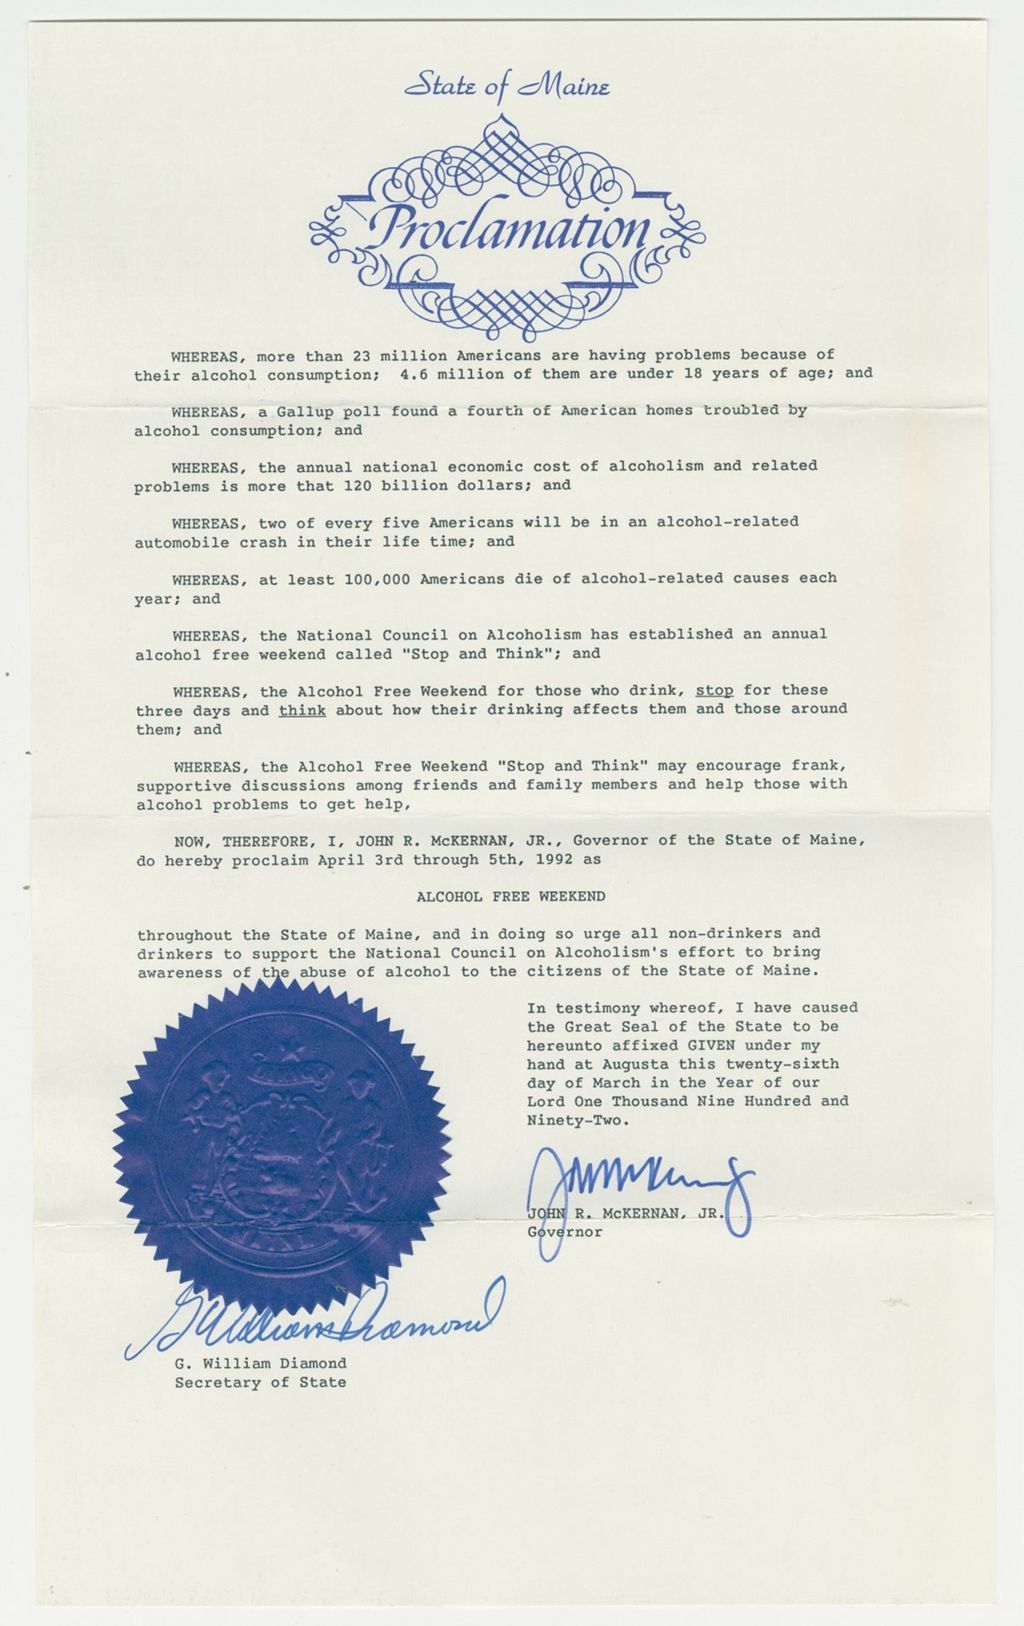 State of Maine
Proclamation
WHEREAS, more than 23 million Americans are having problems because of
their alcohol consumption; 4.6 million of them are under 18 years of age; and
WHEREAS, a Gallup poll found a fourth of American homes troubled by
alcohol consumption; and
WHEREAS, the annual national economic cost of alcoholism and related
problems is more that 120 billion dollars; and
WHEREAS, two of every five Americans will be in an alcohol-related
automobile crash in their life time; and
WHEREAS, at least 100,000 Americans die of alcohol-related causes each
year; and
WHEREAS, the National Council on Alcoholism has established an annual
alcohol free weekend called "Stop and Think"; and
WHEREAS, the Alcohol Free Weekend for those who drink, stop for these
three days and think about how their drinking affects them and those around
them; and
WHEREAS, the Alcohol Free Weekend "Stop and Think" may encourage frank,
supportive discussions among friends and family members and help those with
alcohol problems to get help,
NOW, THEREFORE, I, JOHN R. McKERNAN, JR., Governor of the State of Maine,
do hereby proclaim April 3rd through 5th, 1992 as
ALCOHOL FREE WEEKEND
throughout the State of Maine, and in doing so urge all non-drinkers and
drinkers to support the National Council on Alcoholism's effort to bring
awareness of the abuse of alcohol to the citizens of the State of Maine.
In testimony whereof, I have caused
the Great Seal of the State to be
hereunto affixed GIVEN under my
hand at Augusta this twenty-sixth
day of March in the Year of our
Lord One Thousand Nine Hundred and
Ninety-Two.
JOHN R. McKERNAN, JR.
Governor
G William Diamond
G. William Diamond
Secretary of State